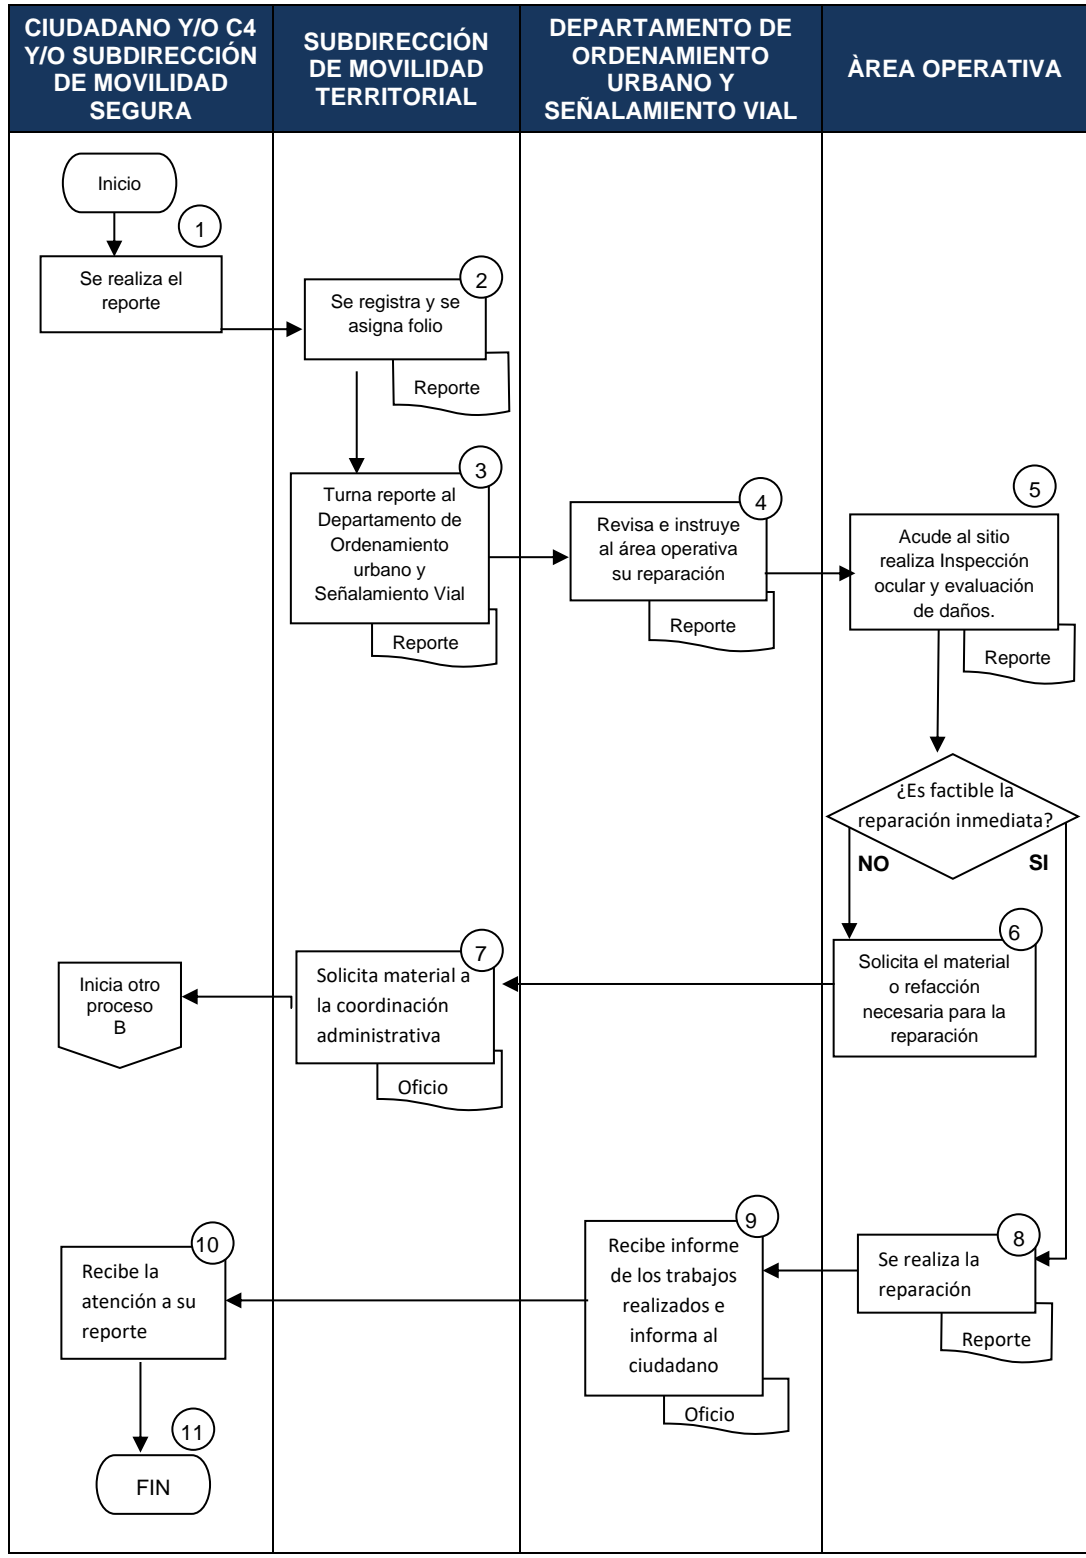 CIUDADANO Y/O C4
Y/O SUBDIRECCIÓN
DE MOVILIDAD
SEGURA
SUBDIRECCIÓN
DE MOVILIDAD
TERRITORIAL
DEPARTAMENTO DE
ORDENAMIENTO
URBANO Y
SEÑALAMIENTO VIAL
ÀREA OPERATIVA
Inicio
1
Se realiza el
reporte
2
Se registra y se
asigna folio
Reporte
3
Turna reporte al
Departamento de
Ordenamiento
urbano y
Señalamiento Vial
Reporte
4
Revisa e instruye
al área operativa
su reparación
Reporte
5
Acude al sitio
realiza Inspección
ocular y evaluación
de daños.
Reporte
¿Es factible la
reparación inmediata?
NO
SI
6
Solicita el material
o refacción
necesaria para la
reparación
7
Solicita material a
la coordinación
administrativa
Oficio
Inicia otro
proceso
B
8
Se realiza la
reparación
Reporte
9
Recibe informe
de los trabajos
realizados e
informa al
ciudadano
Oficio
10
Recibe la
atención a su
reporte
11
FIN